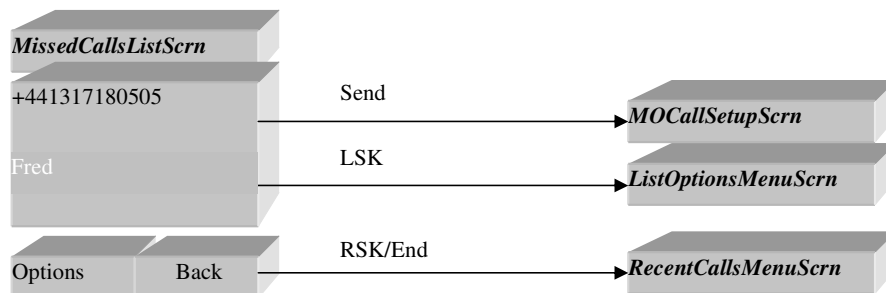 MissedCallsListScrn
+441317180505
Send
MOCallSetupScrn
Fred
LSK
ListOptionsMenuScrn
Options
Back
RSK/End
RecentCallsMenuScrn